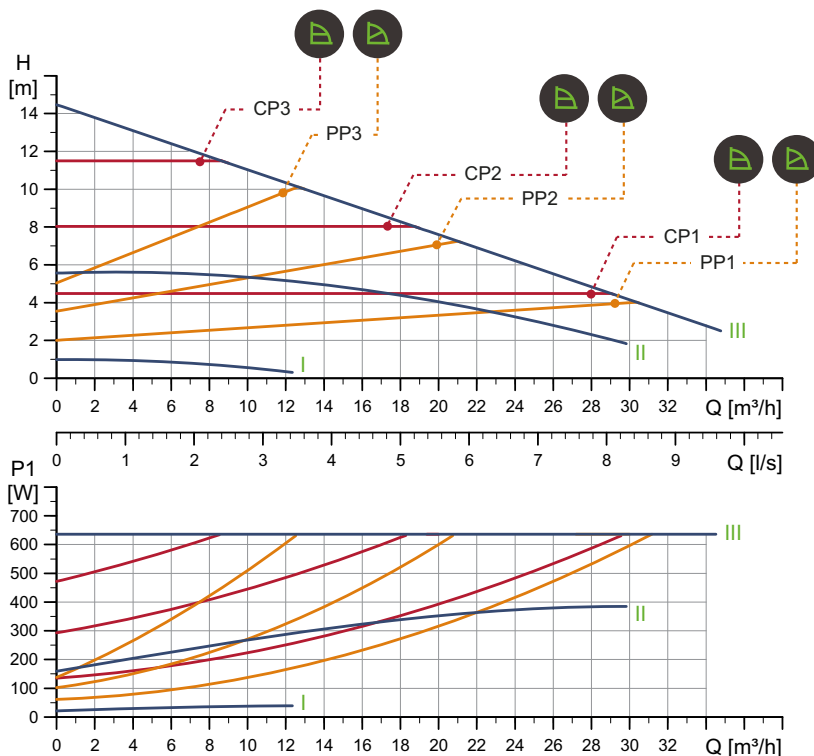 H
[m]
CP3
PP3
CP2
PP2
CP1
PP1
14
12
10
8
6
4
2
0
I
II
III
0 2 4 6 8 10 12 14 16 18 20 22 24 26 28 30 32 Q [m³/h]
0 1 2 3 4 5 6 7 8 9 Q [l/s]
P1
[W]
700
600
500
400
300
200
100
0
III
II
I
0 2 4 6 8 10 12 14 16 18 20 22 24 26 28 30 32 Q [m³/h]